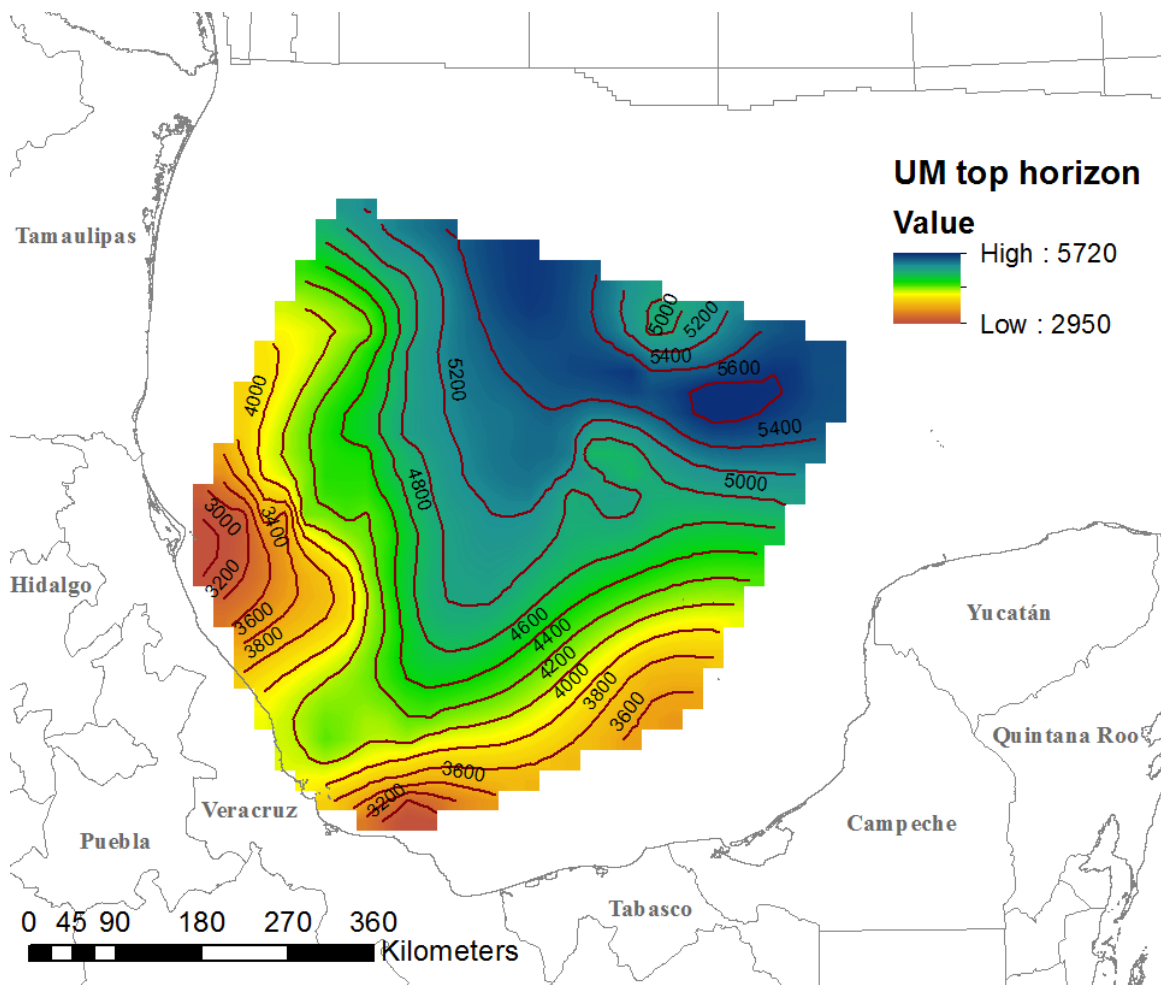 UM top horizon
Value
High : 5720
Low : 2950
Tamaulipas
5000
5200
5400
5600
5200
4000
5400
4800
5000
3000
3400
3200
Hidalgo
3600
3800
4600
4400
4200
4000
3800
3600
Yucatán
Quintana Roo
3600
3200
Veracruz
Puebla
Campeche
Tabasco
0 45 90 180 270 360
Kilometers